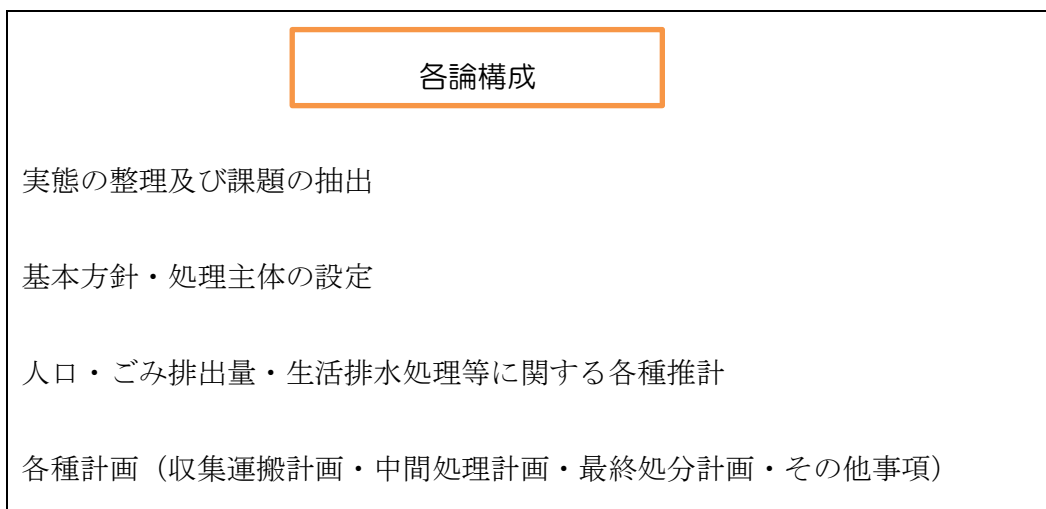 各論構成
実態の整理及び課題の抽出
基本方針・処理主体の設定
人口・ごみ排出量・生活排水処理等に関する各種推計
各種計画（収集運搬計画・中間処理計画・最終処分計画・その他事項）